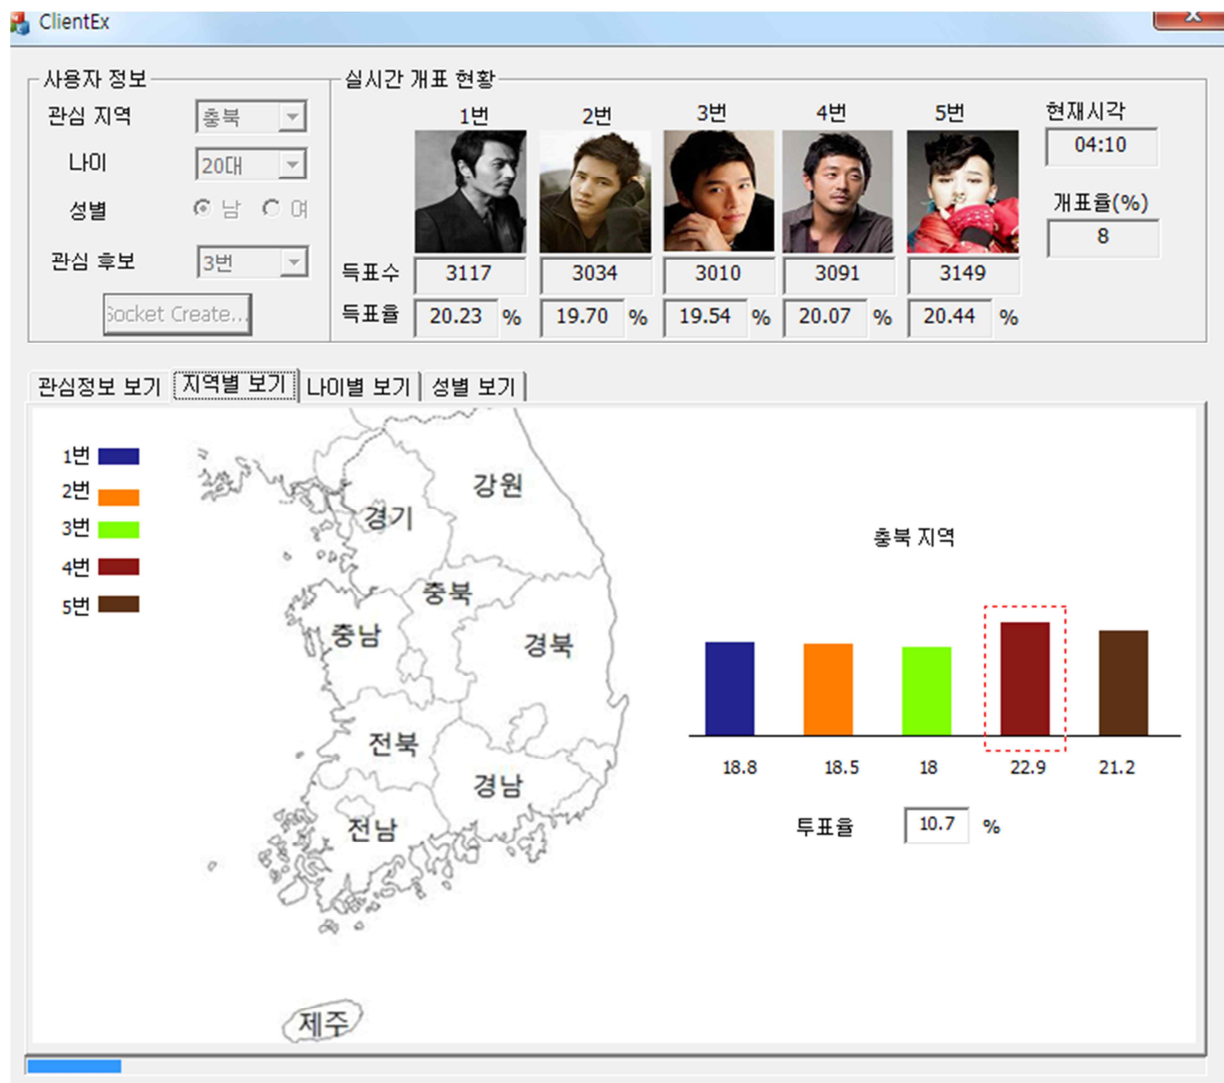 ClientEx
사용자 정보
관심 지역 충북
나이 20대
성별 남 여
관심 후보 3번
Socket Create...
실시간 개표 현황
1번 2번 3번 4번 5번
득표수 3117 3034 3010 3091 3149
득표율 20.23 % 19.70 % 19.54 % 20.07 % 20.44 %
현재시각
04:10
개표율(%)
8
관심정보 보기 지역별 보기 나이별 보기 성별 보기
1번
2번
3번
4번
5번
강원
경기
충북
충남
경북
전북
경남
전남
제주
충북 지역
18.8 18.5 18 22.9 21.2
투표율 10.7 %